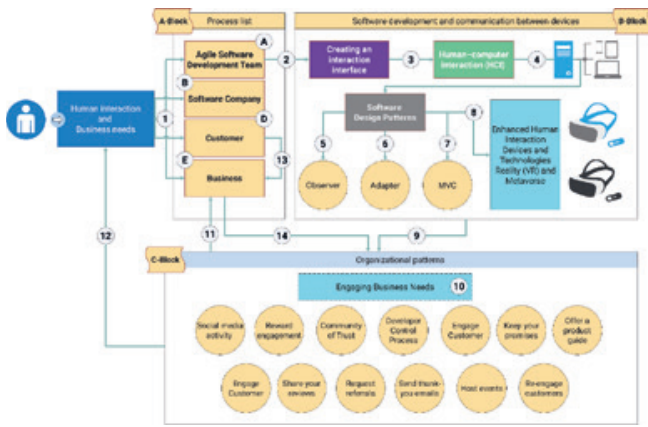 A-Block
Process list
Software development and communication between devices
B-Block
A
Agile Software
Development Team
2
Creating an
interaction
interface
3
Human-computer
interaction (HCI)
4
B
Software Company
Human interaction
and
Business needs
1
D
Customer
Software
Design Patterns
8
Enhanced Human
Interaction
Devices and
Technologies
Reality (VR) and
Metaverse
5
6
7
E
13
Business
Observer
Adapter
MVC
12
11
14
9
C-Block
Organizational patterns
Engaging Business Needs
10
Social media
activity
Reward
engagement
Community
of Trust
Developer
Control
Process
Engage
Customer
Keep your
promises
Offer a
product
guide
Engage
Customer
Share your
reviews
Request
referrals
Send thank-
you emails
Host events
Re-engage
customers